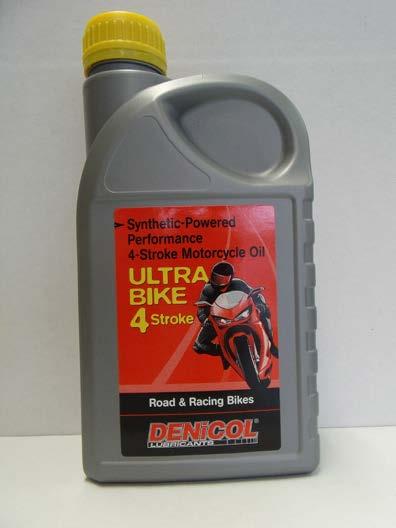 Synthetic-Powered
Performance
4-Stroke Motorcycle Oil
ULTRA
BIKE
4 Stroke
Road & Racing Bikes
DENiCOL®
LUBRICANTS